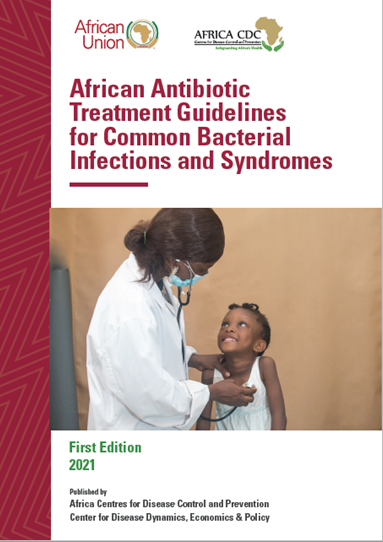 African
Union
AFRICA CDC
Centres for Disease Control and Prevention
Safeguarding Africa's Health
African Antibiotic
Treatment Guidelines
for Common Bacterial
Infections and Syndromes
First Edition
2021
Published by
Africa Centres for Disease Control and Prevention
Center for Disease Dynamics, Economics & Policy